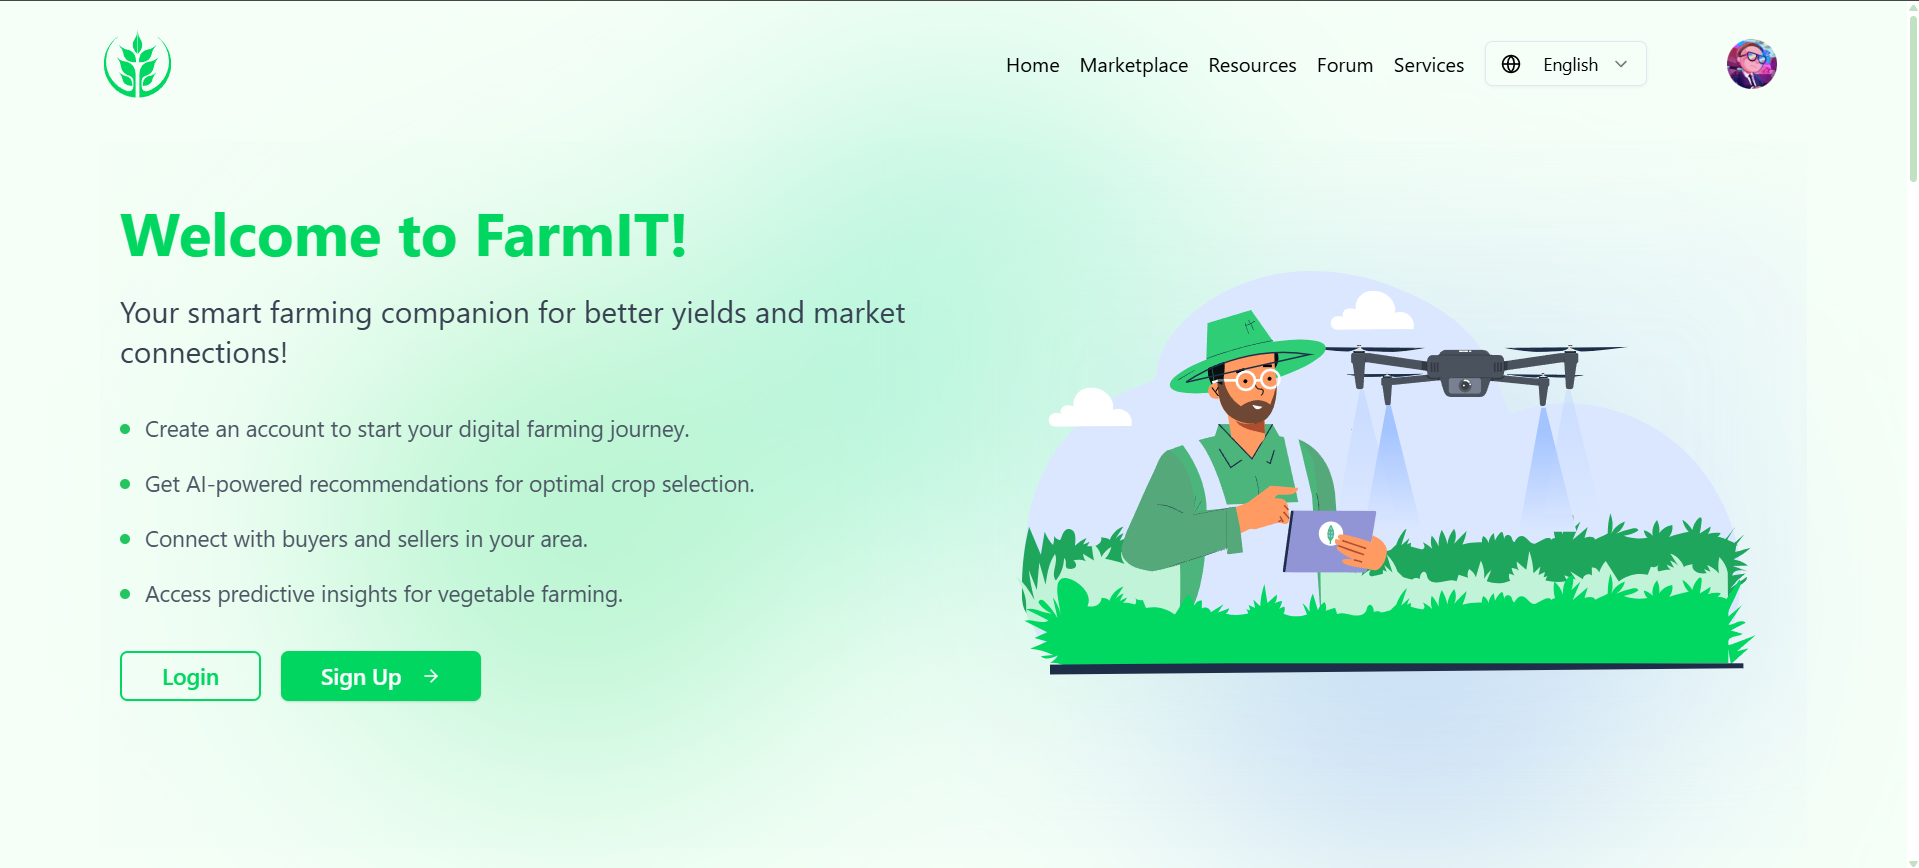 Home Marketplace Resources Forum Services English
Welcome to FarmIT!
Your smart farming companion for better yields and market
connections!
Create an account to start your digital farming journey.
Get AI-powered recommendations for optimal crop selection.
Connect with buyers and sellers in your area.
Access predictive insights for vegetable farming.
Login Sign Up